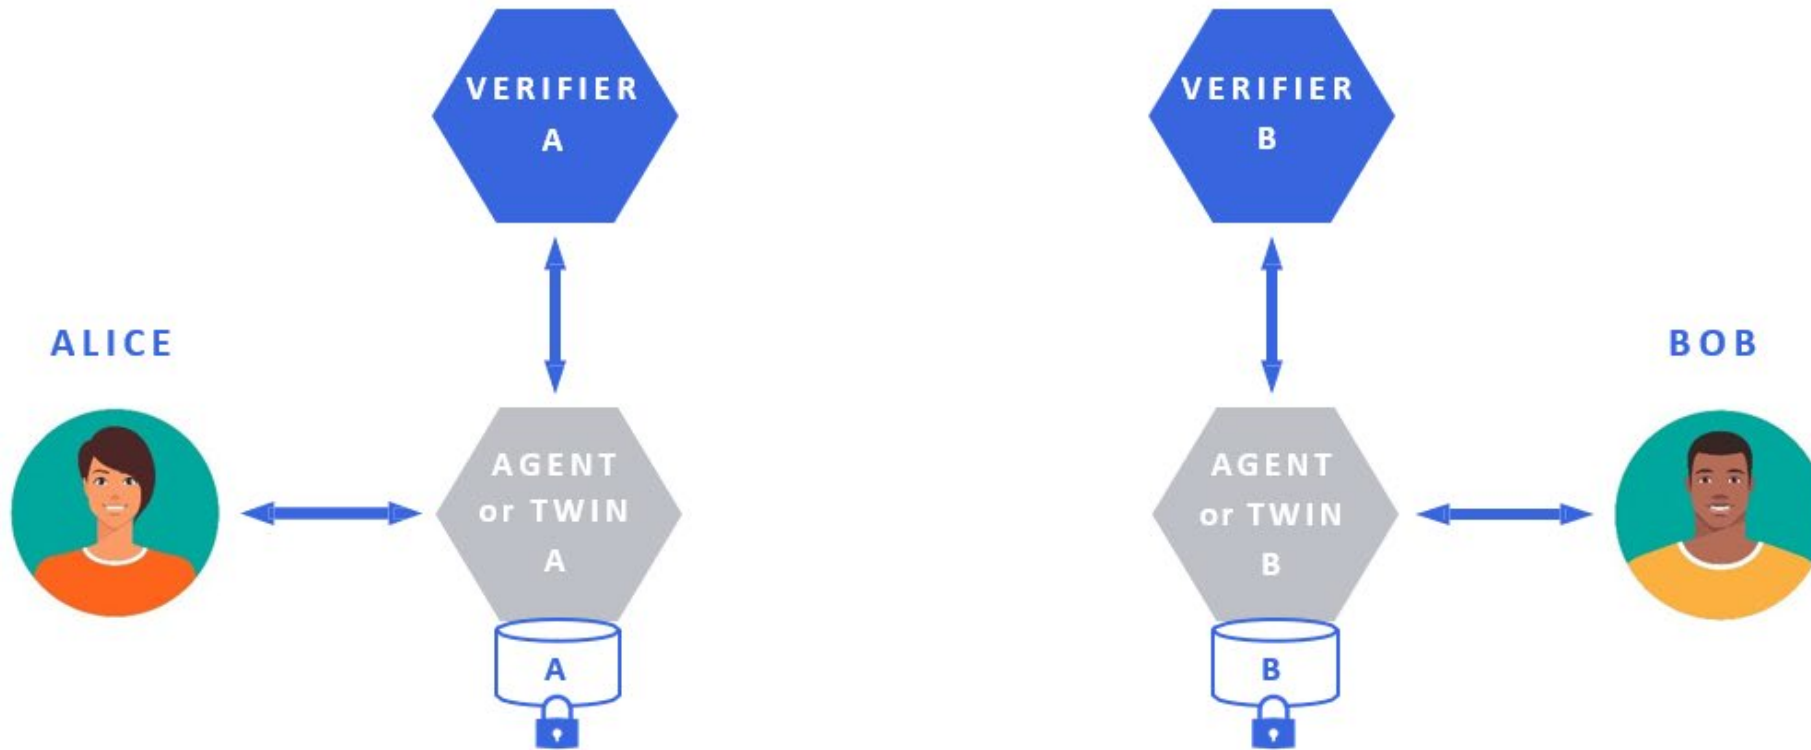 VERIFIER
A
VERIFIER
B
ALICE
BOB
AGENT
or TWIN
A
AGENT
or TWIN
B
A
B